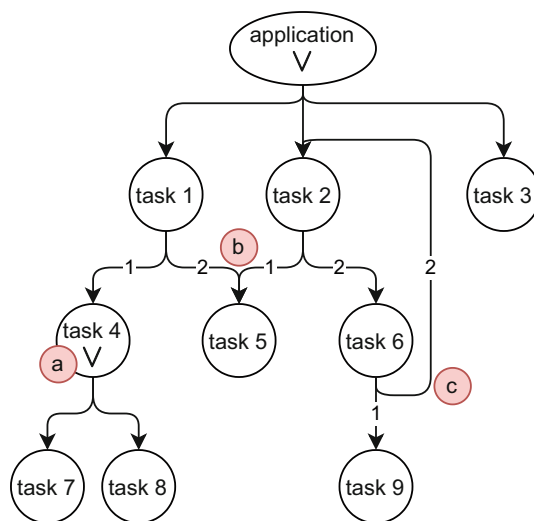 application
V
task 1
task 2
task 3
b
1
2
1
2
2
task 4
V
a
task 5
task 6
c
1
task 7
task 8
task 9